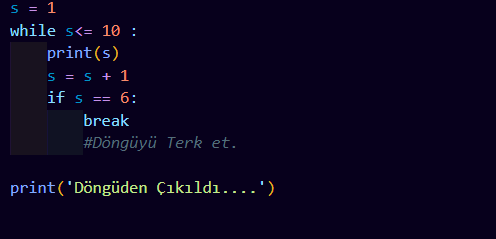 s = 1
while s<= 10 :
    print(s)
    s = s + 1
    if s == 6:
        break
        #Döngüyü Terk et.

print('Döngüden Çıkıldı....')